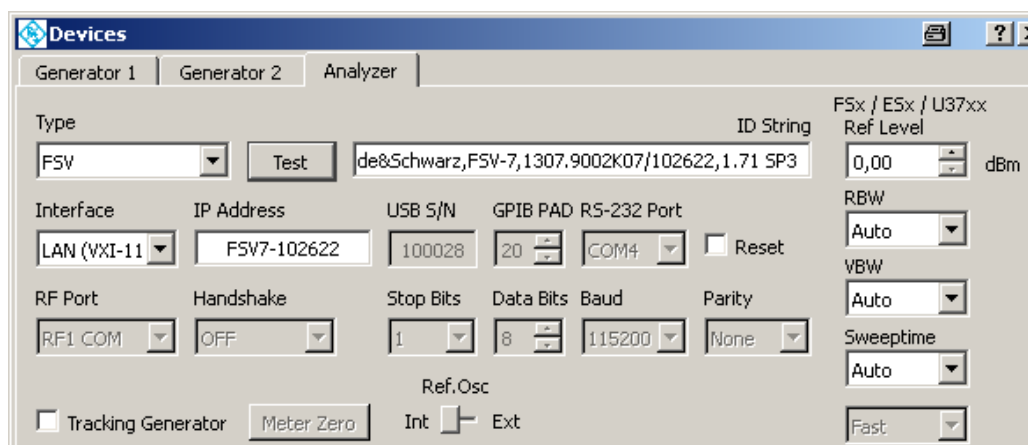 Devices
Generator 1 Generator 2 Analyzer
FSx / ESx / U37xx
Type ID String Ref Level
FSV Test de&Schwarz,FSV-7,1307.9002K07/102622,1.71 SP3 0,00 dBm
Interface IP Address USB S/N GPIB PAD RS-232 Port RBW
LAN (VXI-11 FSV7-102622 100028 20 COM4 Reset Auto
VBW
RF Port Handshake Stop Bits Data Bits Baud Parity Auto
RF1 COM OFF 1 8 115200 None Sweeptime
Auto
Ref.Osc
Tracking Generator Meter Zero Int Ext Fast